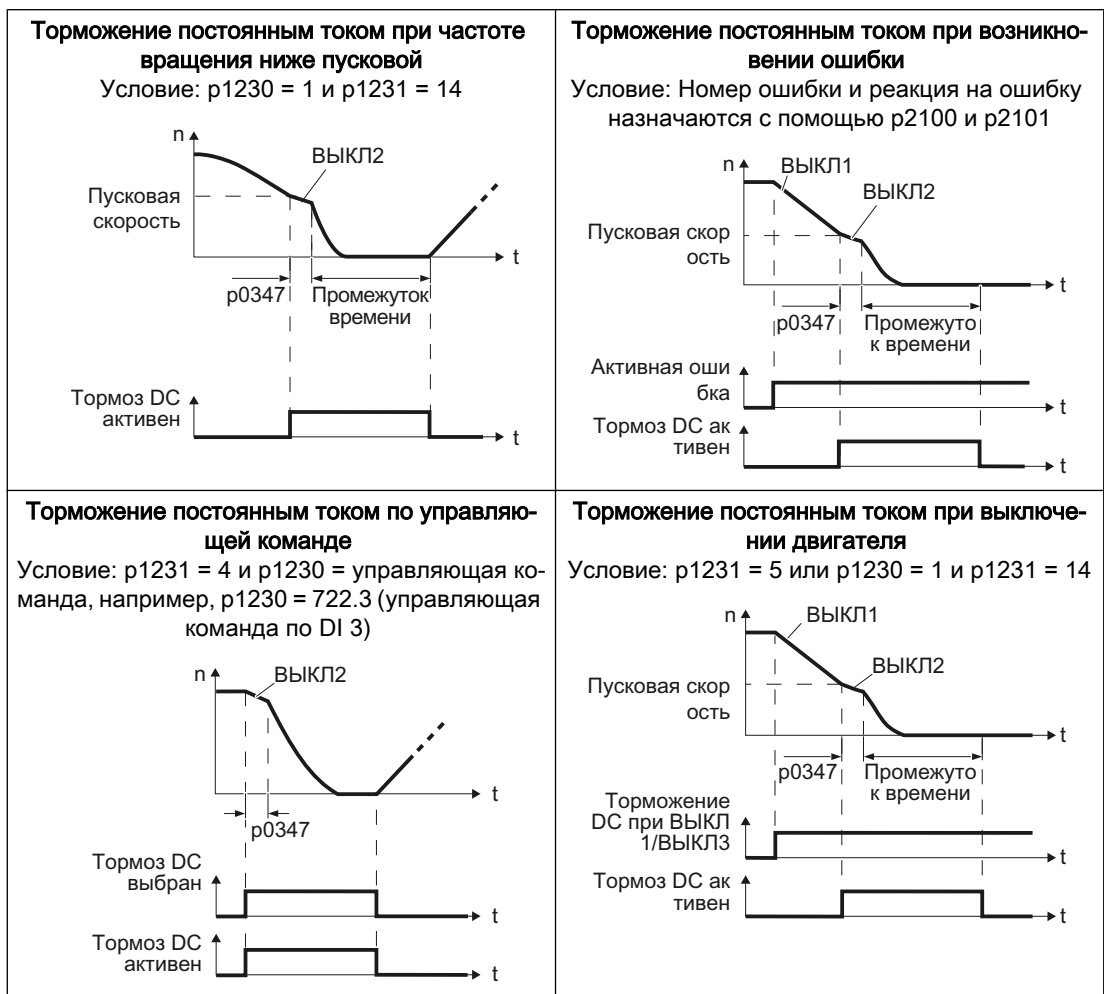 Торможение постоянным током при частоте
вращения ниже пусковой
Условие: p1230 = 1 и p1231 = 14
n
ВЫКЛ2
Пусковая
скорость
t
p0347
Промежуток
времени
Тормоз DC
активен
t
Торможение постоянным током при возникно-
вении ошибки
Условие: Номер ошибки и реакция на ошибку
назначаются с помощью p2100 и p2101
n
ВЫКЛ1
ВЫКЛ2
Пусковая скор
ость
t
p0347
Промежуто
к времени
Активная оши
бка
t
Тормоз DC ак
тивен
t
Торможение постоянным током по управляю-
щей команде
Условие: p1231 = 4 и p1230 = управляющая ко-
манда, например, p1230 = 722.3 (управляющая
команда по DI 3)
n
ВЫКЛ2
t
p0347
Тормоз DC
выбран
t
Тормоз DC
активен
t
Торможение постоянным током при выключе-
нии двигателя
Условие: p1231 = 5 или p1230 = 1 и p1231 = 14
n
ВЫКЛ1
ВЫКЛ2
Пусковая скор
ость
t
p0347
Промежуто
к времени
Торможение
DC при ВЫКЛ
1/ВЫКЛ3
t
Тормоз DC ак
тивен
t